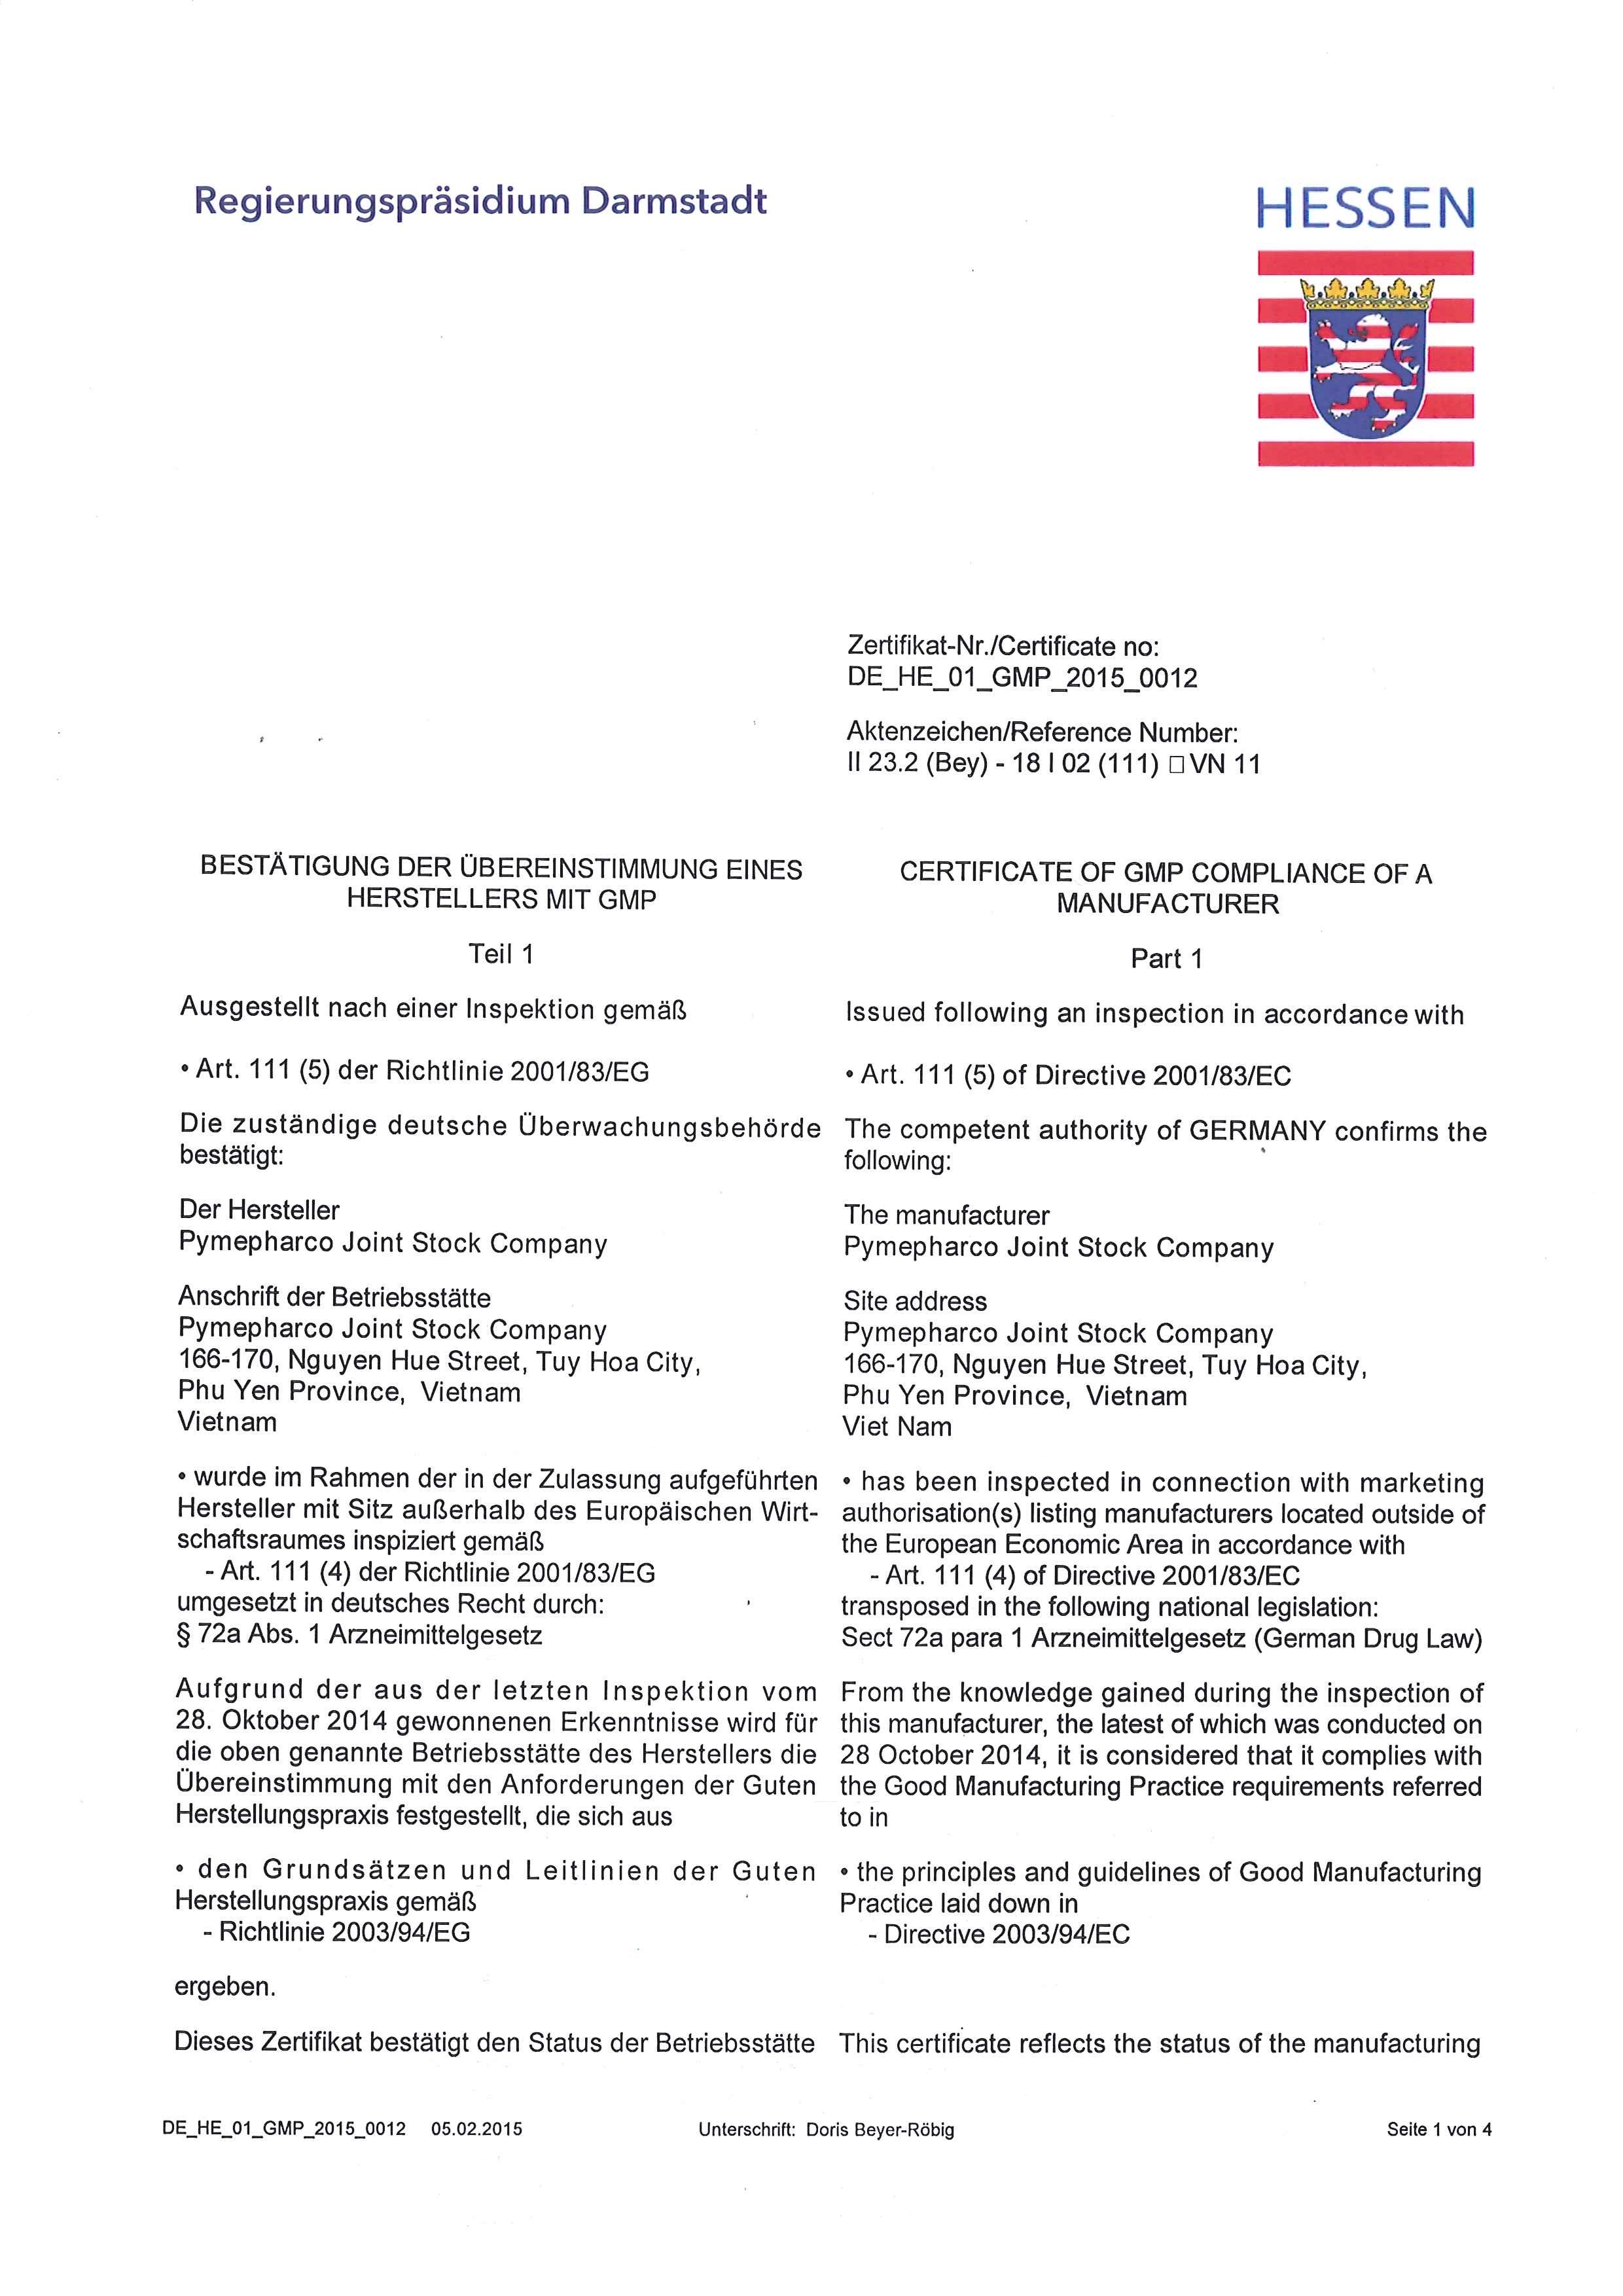 Regierungspräsidium Darmstadt
HESSEN
Zertifikat-Nr./Certificate no:
DE_HE_01_GMP_2015_0012
Aktenzeichen/Reference Number:
II 23.2 (Bey) - 18 I 02 (111) □ VN 11
BESTÄTIGUNG DER ÜBEREINSTIMMUNG EINES
HERSTELLERS MIT GMP
Teil 1
Ausgestellt nach einer Inspektion gemäß
• Art. 111 (5) der Richtlinie 2001/83/EG
Die zuständige deutsche Überwachungsbehörde
bestätigt:
Der Hersteller
Pymepharco Joint Stock Company
Anschrift der Betriebsstätte
Pymepharco Joint Stock Company
166-170, Nguyen Hue Street, Tuy Hoa City,
Phu Yen Province, Vietnam
Vietnam
• wurde im Rahmen der in der Zulassung aufgeführten
Hersteller mit Sitz außerhalb des Europäischen Wirt-
schaftsraumes inspiziert gemäß
- Art. 111 (4) der Richtlinie 2001/83/EG
umgesetzt in deutsches Recht durch:
§ 72a Abs. 1 Arzneimittelgesetz
Aufgrund der aus der letzten Inspektion vom
28. Oktober 2014 gewonnenen Erkenntnisse wird für
die oben genannte Betriebsstätte des Herstellers die
Übereinstimmung mit den Anforderungen der Guten
Herstellungspraxis festgestellt, die sich aus
• den Grundsätzen und Leitlinien der Guten
Herstellungspraxis gemäß
- Richtlinie 2003/94/EG
ergeben.
Dieses Zertifikat bestätigt den Status der Betriebsstätte
CERTIFICATE OF GMP COMPLIANCE OF A
MANUFACTURER
Part 1
Issued following an inspection in accordance with
• Art. 111 (5) of Directive 2001/83/EC
The competent authority of GERMANY confirms the
following:
The manufacturer
Pymepharco Joint Stock Company
Site address
Pymepharco Joint Stock Company
166-170, Nguyen Hue Street, Tuy Hoa City,
Phu Yen Province, Vietnam
Viet Nam
• has been inspected in connection with marketing
authorisation(s) listing manufacturers located outside of
the European Economic Area in accordance with
- Art. 111 (4) of Directive 2001/83/EC
transposed in the following national legislation:
Sect 72a para 1 Arzneimittelgesetz (German Drug Law)
From the knowledge gained during the inspection of
this manufacturer, the latest of which was conducted on
28 October 2014, it is considered that it complies with
the Good Manufacturing Practice requirements referred
to in
• the principles and guidelines of Good Manufacturing
Practice laid down in
- Directive 2003/94/EC
This certificate reflects the status of the manufacturing
DE_HE_01_GMP_2015_0012 05.02.2015 Unterschrift: Doris Beyer-Röbig Seite 1 von 4